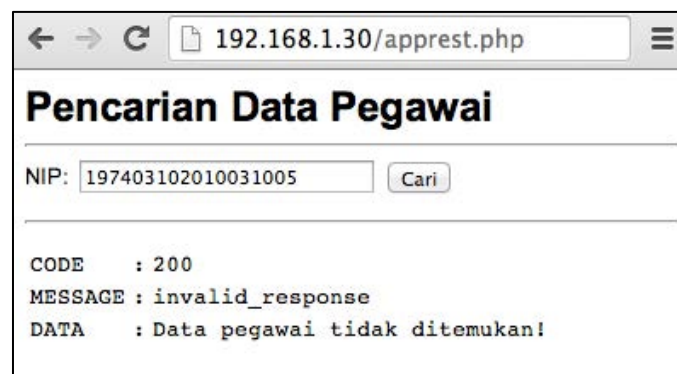 192.168.1.30/apprest.php
Pencarian Data Pegawai
NIP: 197403102010031005 Cari
CODE : 200
MESSAGE : invalid_response
DATA : Data pegawai tidak ditemukan!